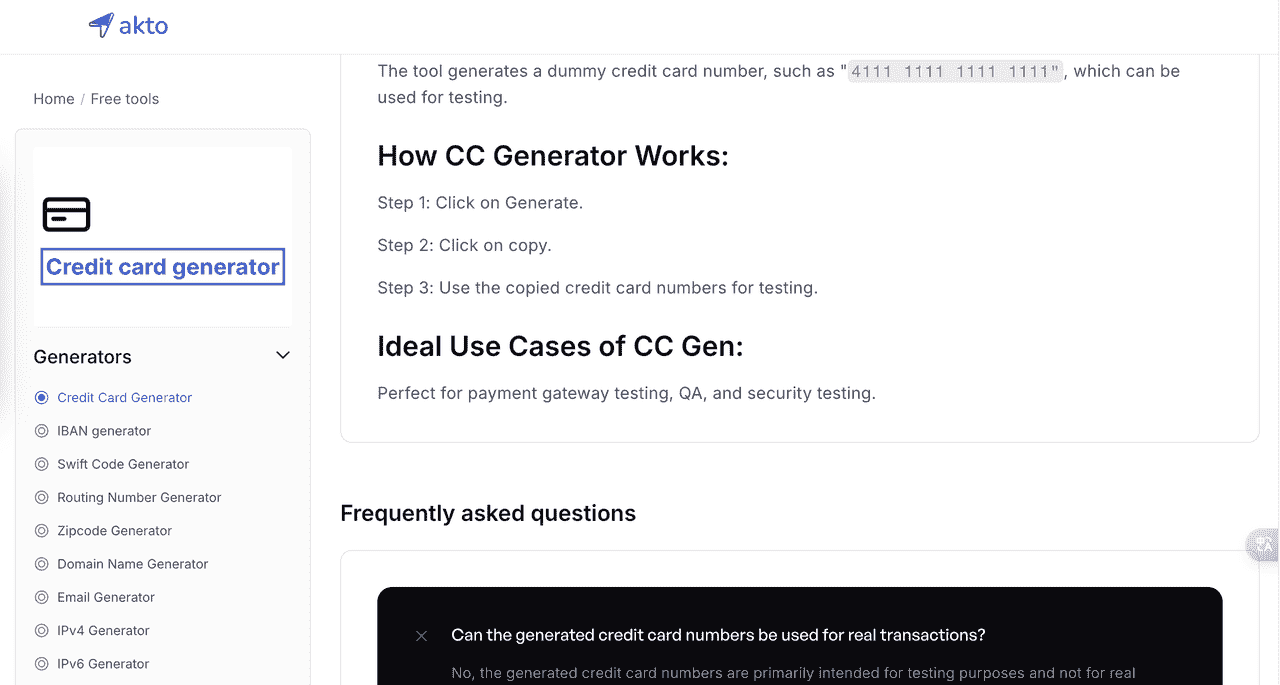 akto
Home / Free tools
Credit card generator
Generators
Credit Card Generator
IBAN generator
Swift Code Generator
Routing Number Generator
Zipcode Generator
Domain Name Generator
Email Generator
IPv4 Generator
IPv6 Generator
The tool generates a dummy credit card number, such as "4111 1111 1111 1111", which can be
used for testing.
How CC Generator Works:
Step 1: Click on Generate.
Step 2: Click on copy.
Step 3: Use the copied credit card numbers for testing.
Ideal Use Cases of CC Gen:
Perfect for payment gateway testing, QA, and security testing.
Frequently asked questions
Can the generated credit card numbers be used for real transactions?
No, the generated credit card numbers are primarily intended for testing purposes and not for real